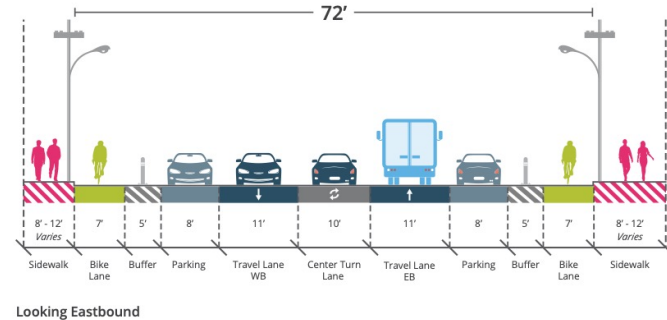 72’
8’ - 12’ 7’ 5’ 8’ 11’ 10’ 11’ 8’ 5’ 7’ 8’ - 12’
Varies Varies
Sidewalk Bike Buffer Parking Travel Lane Center Turn Travel Lane Parking Buffer Bike Sidewalk
Lane WB Lane EB Lane
Looking Eastbound